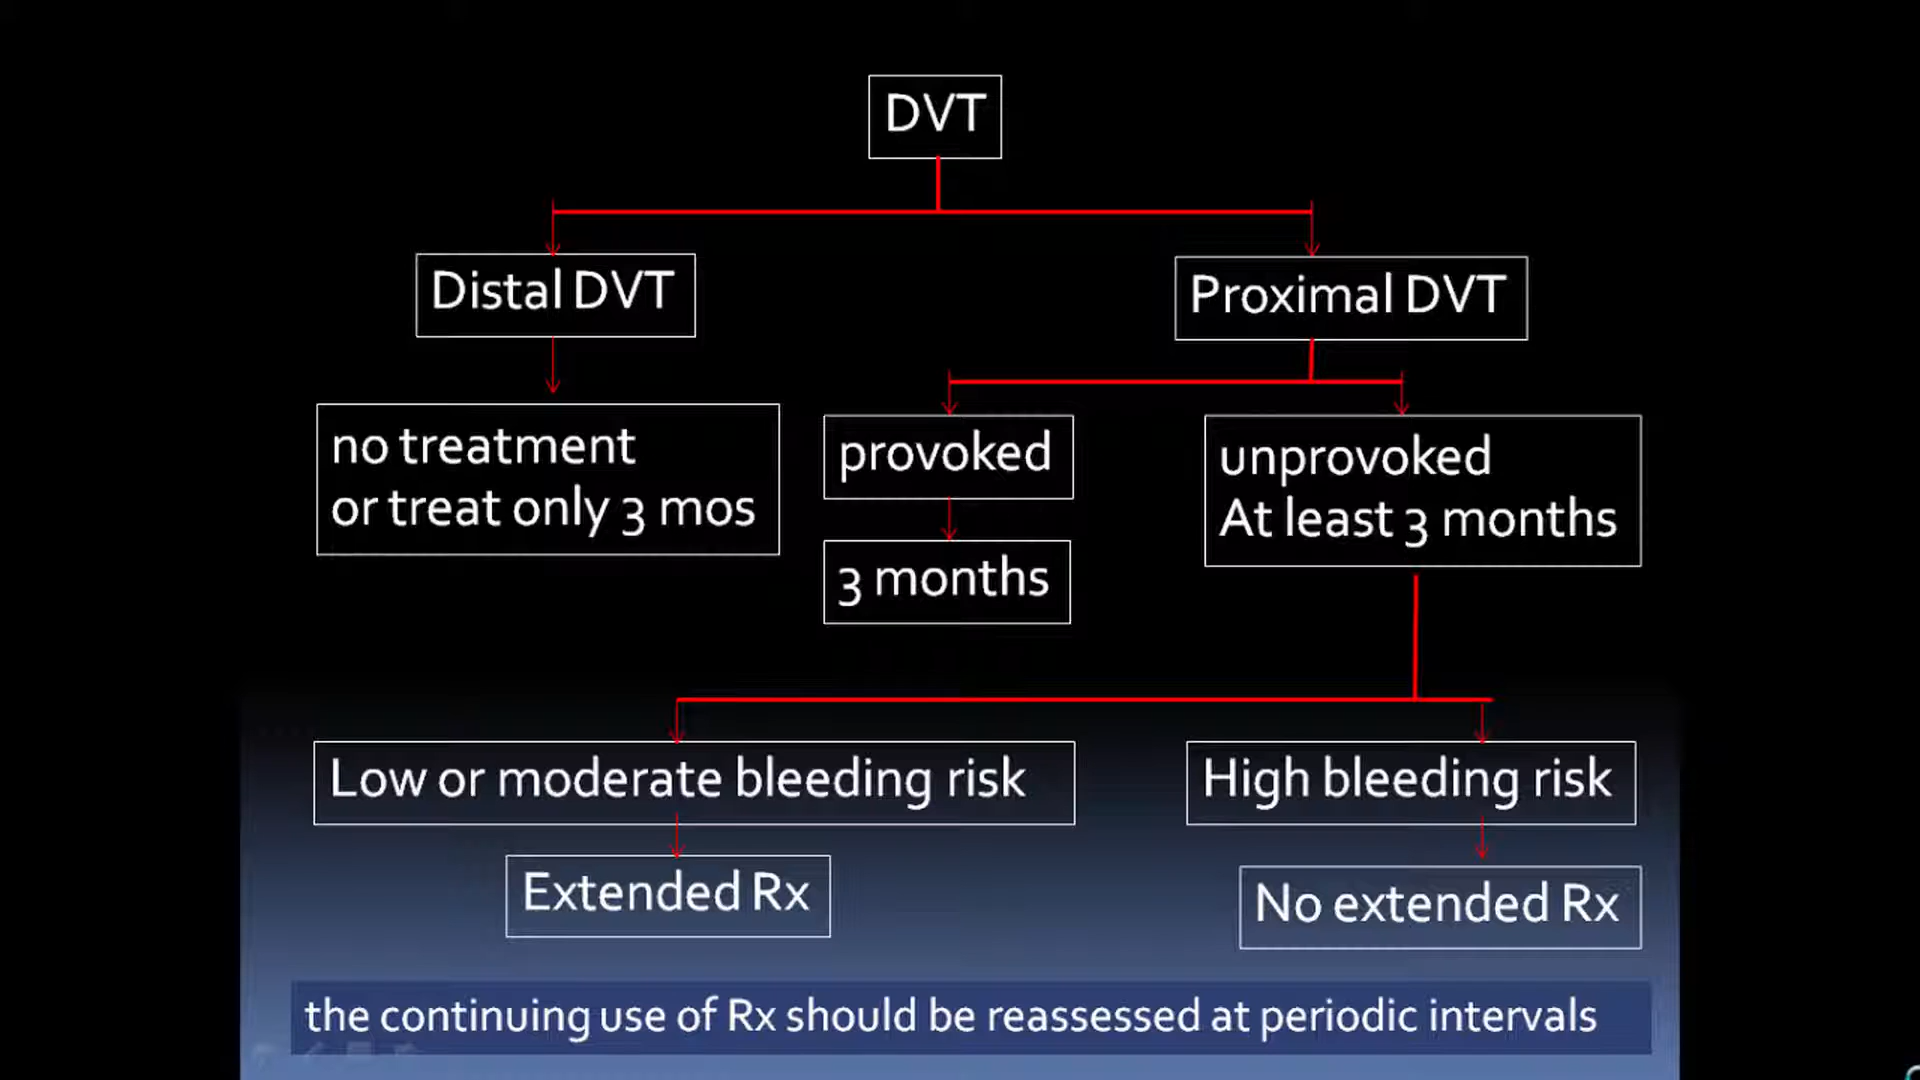 DVT
Distal DVT
Proximal DVT
no treatment
or treat only 3 mos
provoked
unprovoked
At least 3 months
3 months
Low or moderate bleeding risk
High bleeding risk
Extended Rx
No extended Rx
the continuing use of Rx should be reassessed at periodic intervals